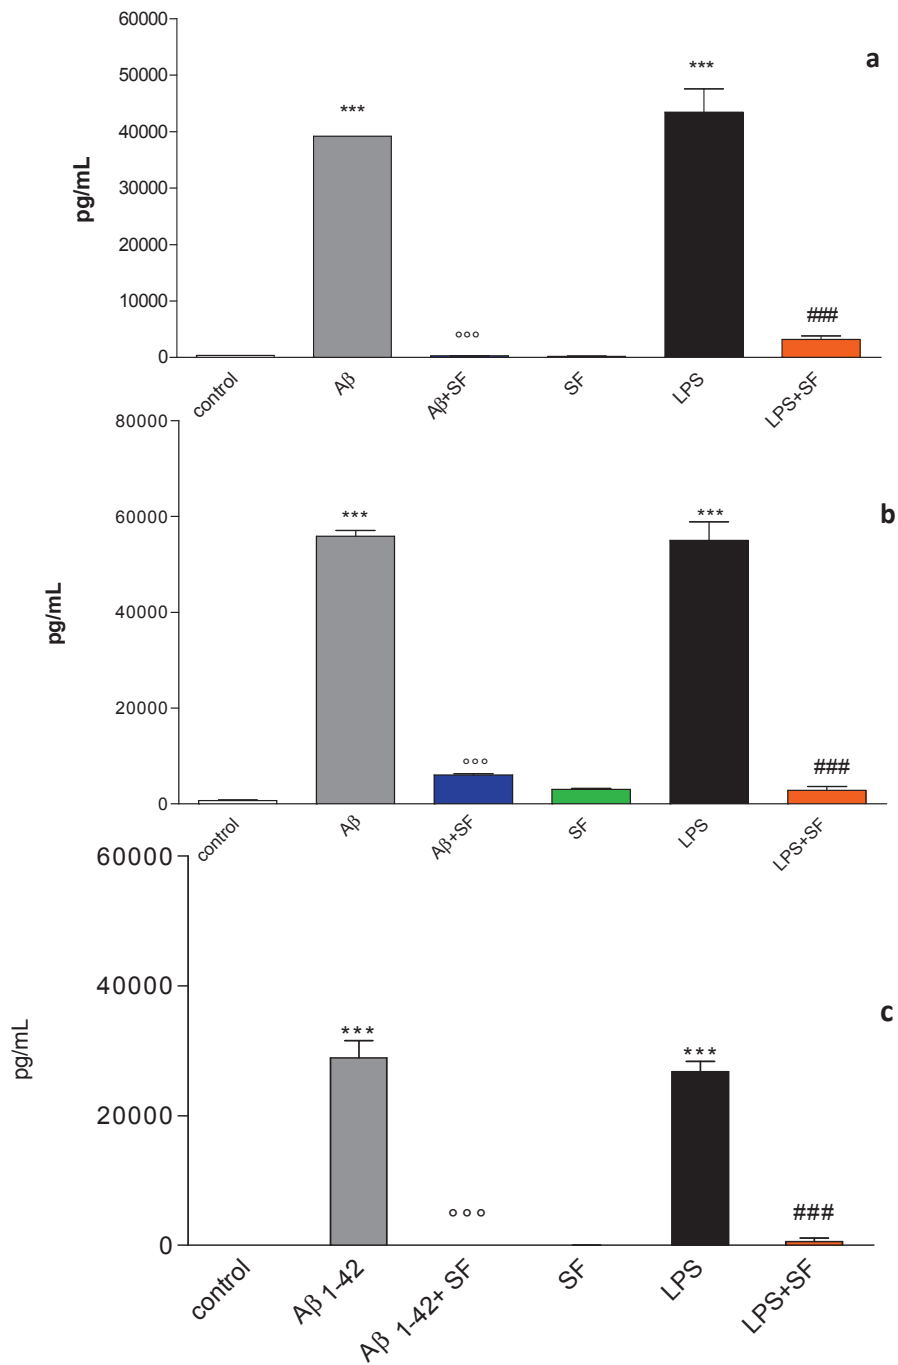 60000
a
50000
***
***
40000
pg/mL
30000
20000
10000
°°°
###
0
control
Aβ
Aβ+SF
SF
LPS
LPS+SF
80000
60000
***
***
b
pg/mL
40000
20000
°°°
###
0
control
Aβ
Aβ+SF
SF
LPS
LPS+SF
60000
40000
c
pg/mL
***
***
20000
°°°
###
0
control
Aβ 1-42
Aβ 1-42+ SF
SF
LPS
LPS+SF